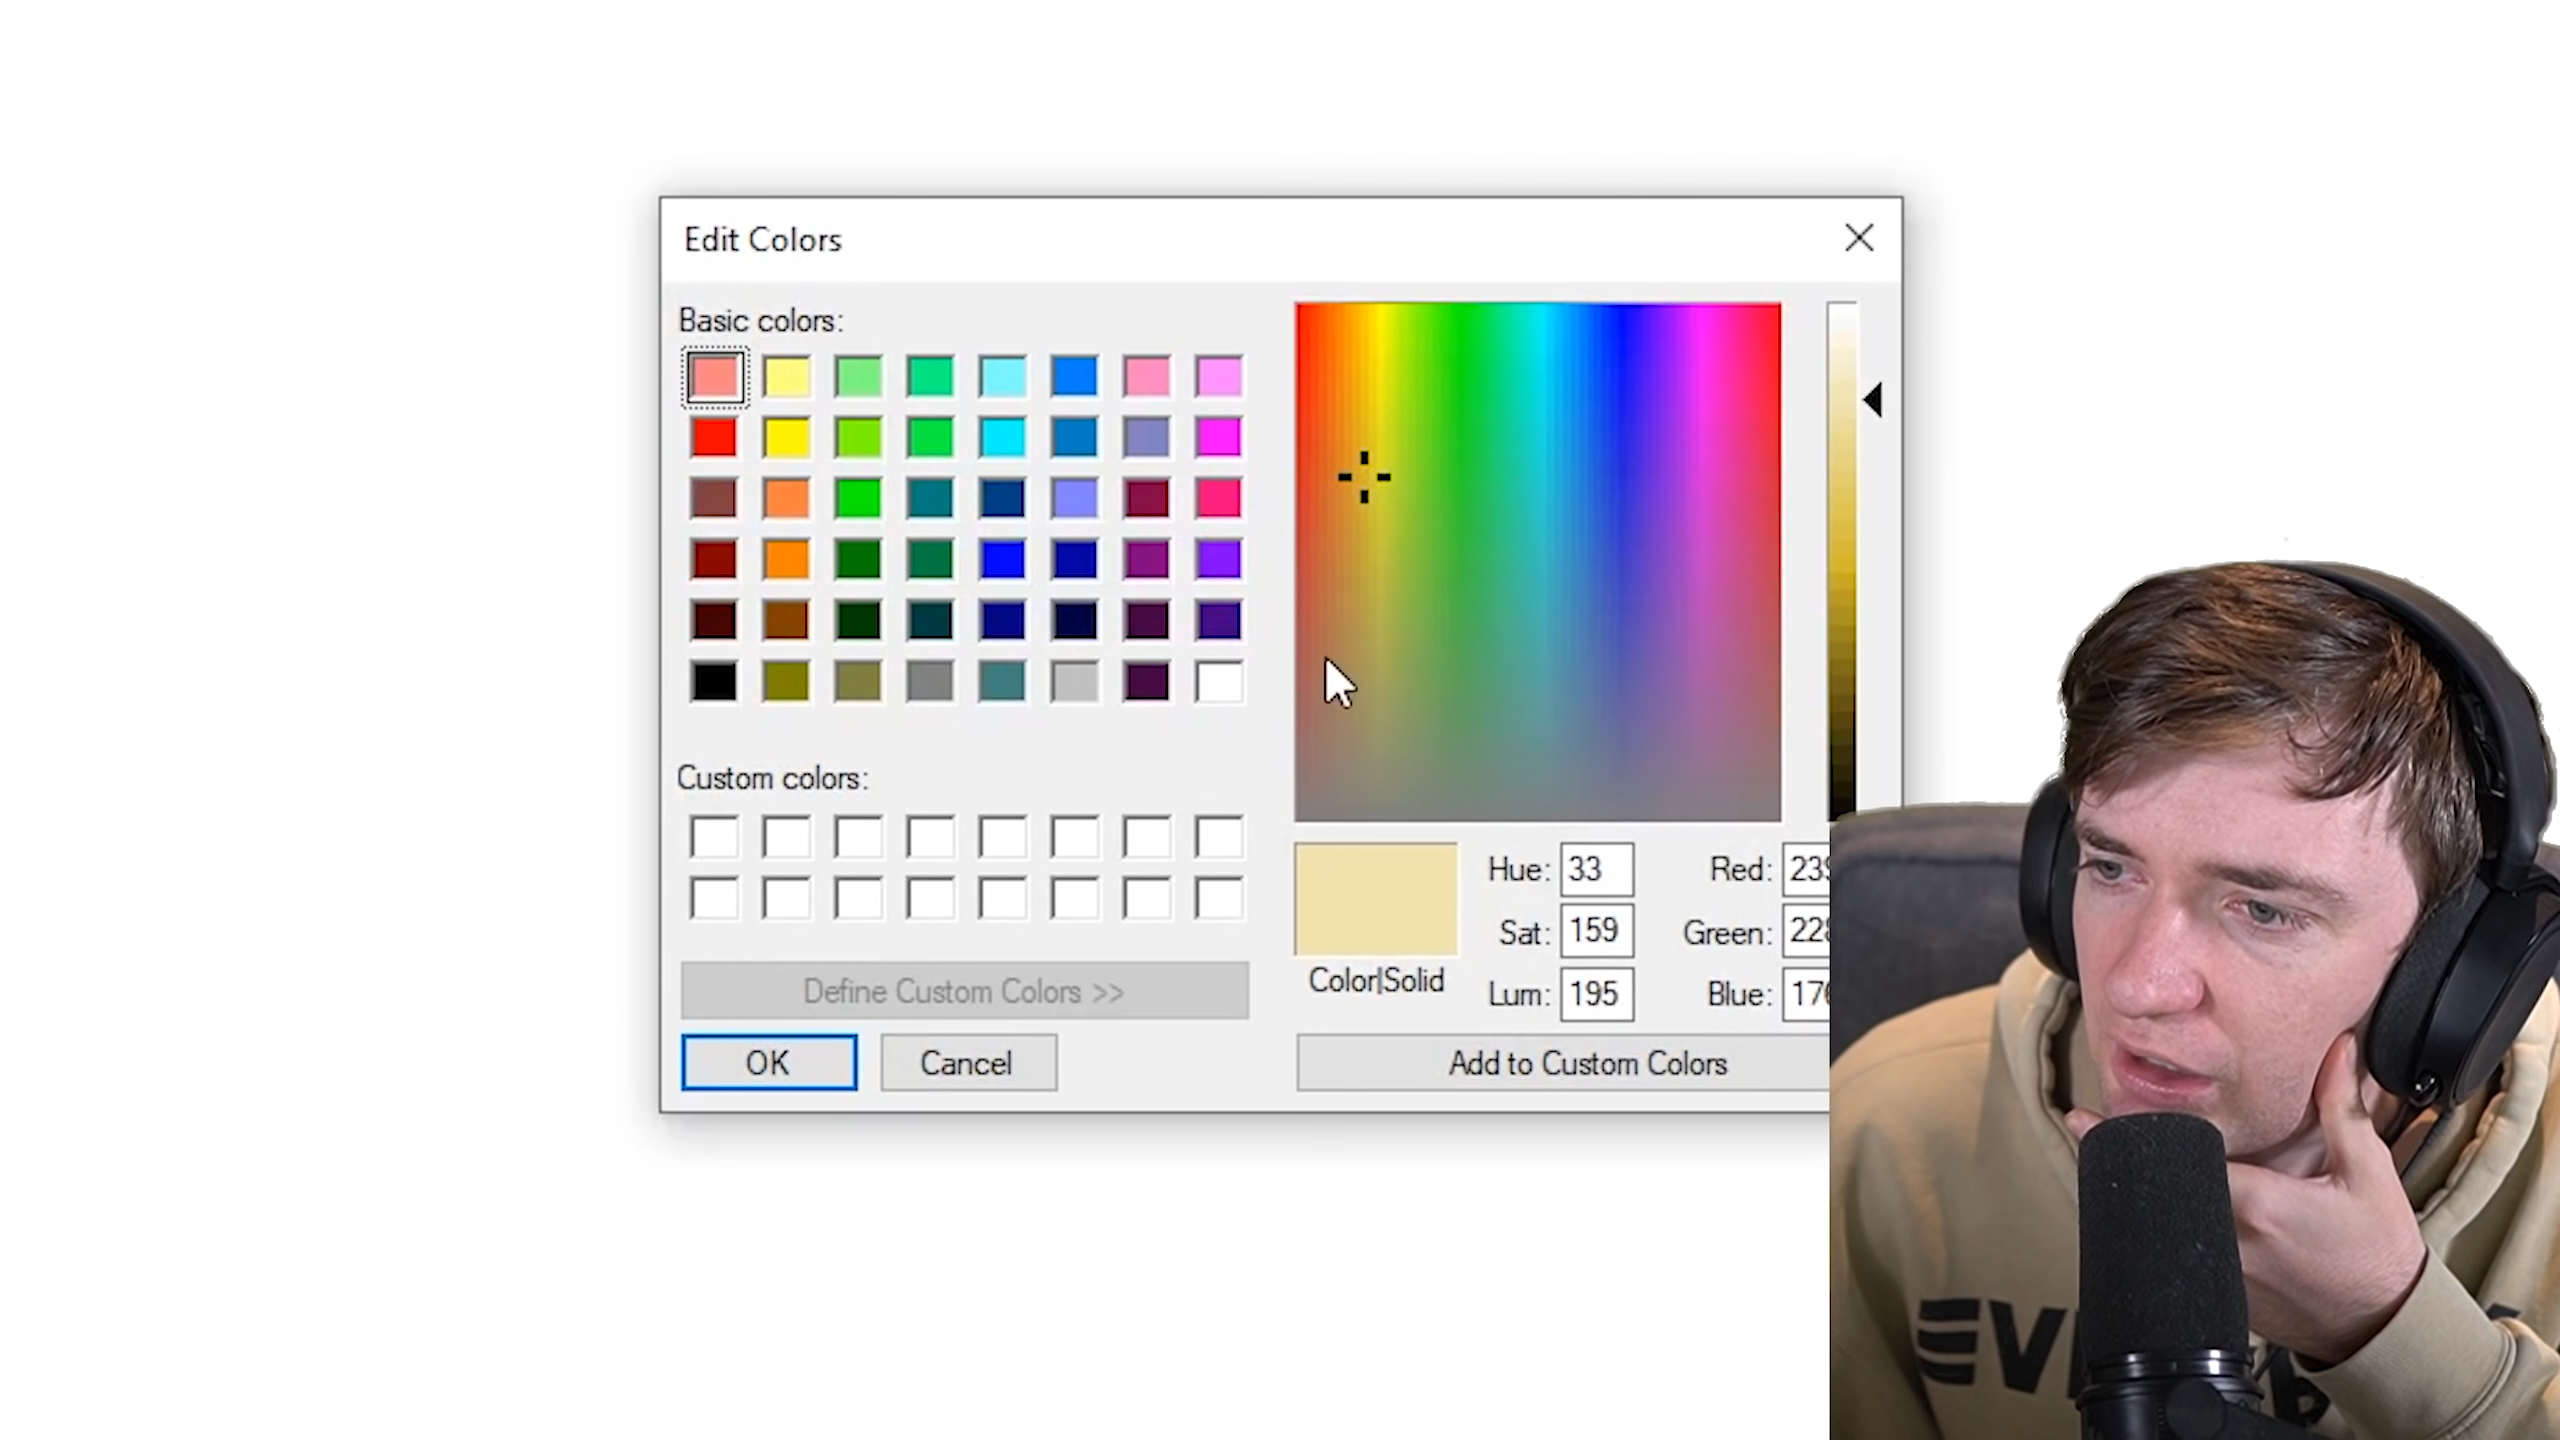 Edit Colors
Basic colors:
Custom colors:
Define Custom Colors >>
OK
Cancel
Hue: 33
Sat: 159
Lum: 195
Red:
Green:
Blue:
Color|Solid
Add to Custom Colors